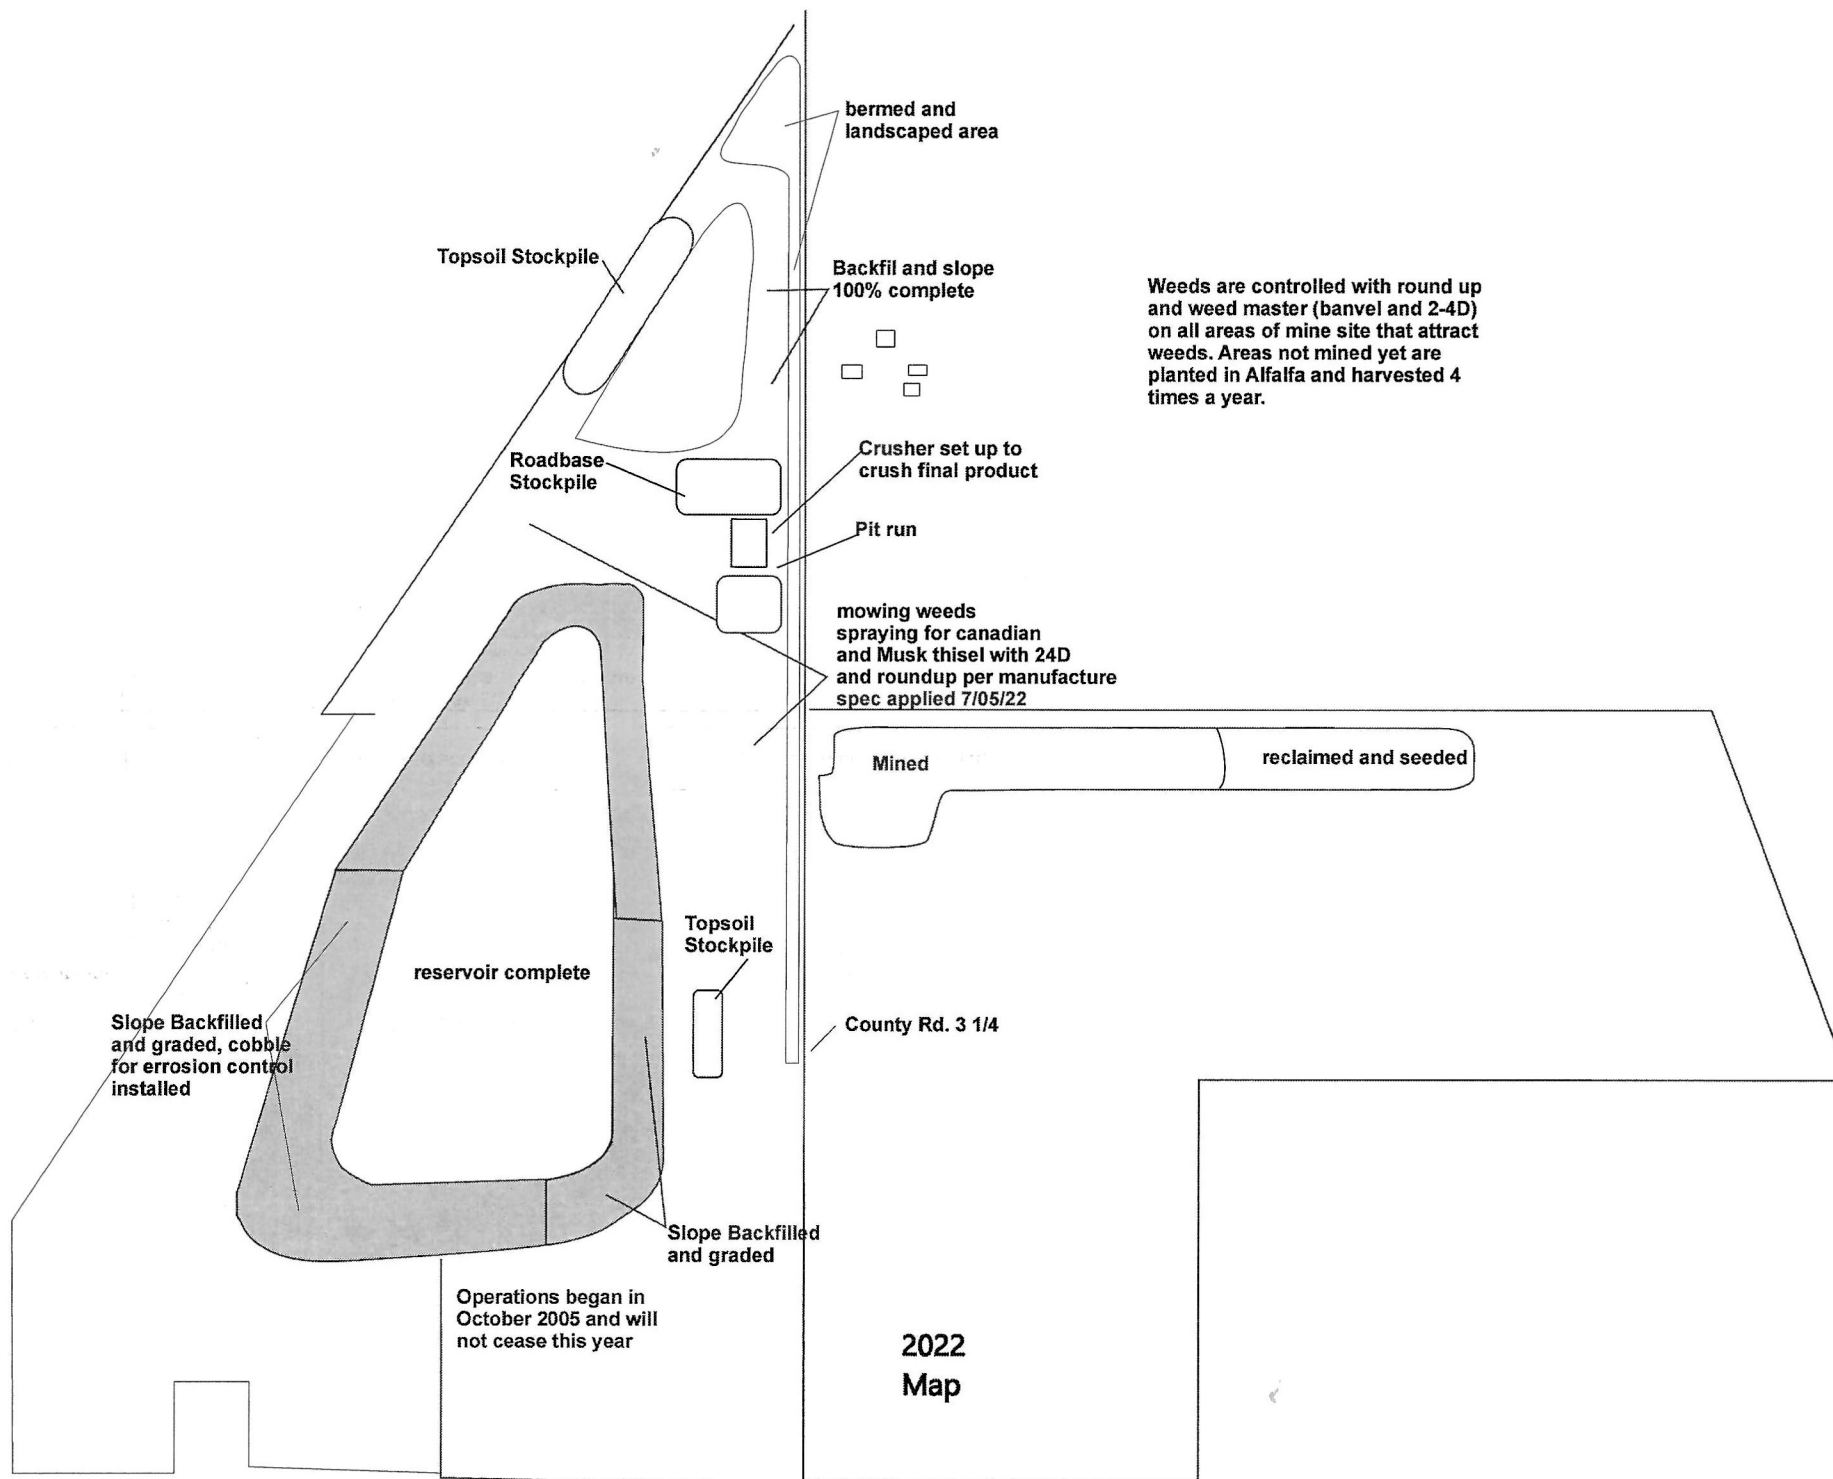 bermed and
landscaped area
Topsoil Stockpile
Backfil and slope
100% complete
Weeds are controlled with round up
and weed master (banvel and 2-4D)
on all areas of mine site that attract
weeds. Areas not mined yet are
planted in Alfalfa and harvested 4
times a year.
Crusher set up to
crush final product
Roadbase
Stockpile
Pit run
mowing weeds
spraying for canadian
and Musk thisel with 24D
and roundup per manufacture
spec applied 7/05/22
Mined
reclaimed and seeded
Topsoil
Stockpile
reservoir complete
Slope Backfilled
and graded, cobble
for errosion control
installed
County Rd. 3 1/4
Slope Backfilled
and graded
Operations began in
October 2005 and will
not cease this year
2022
Map